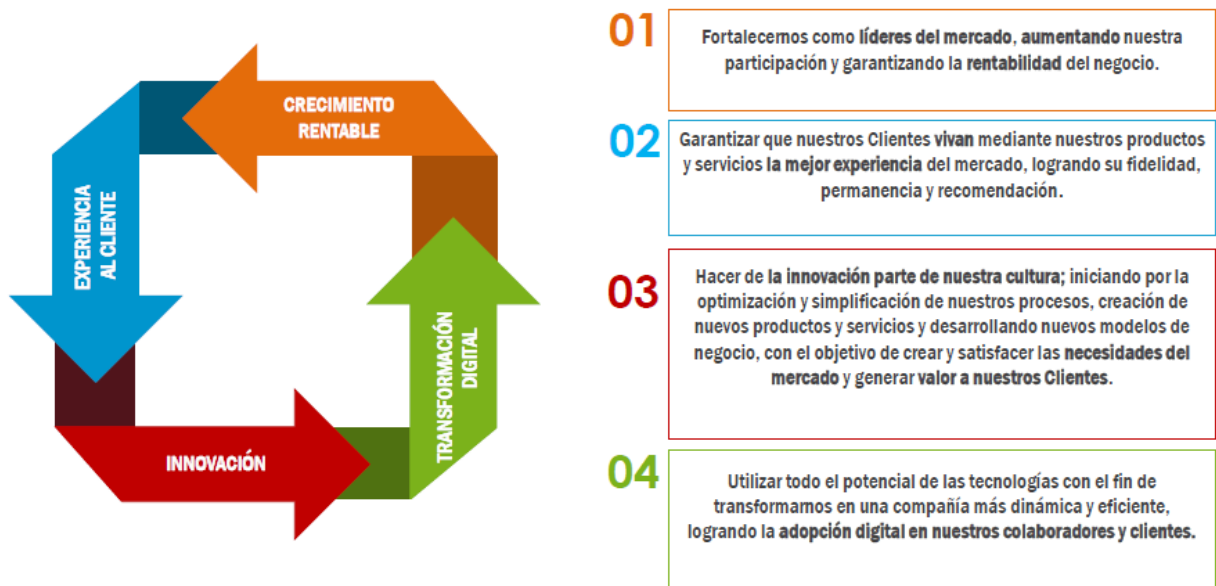 CRECIMIENTO
RENTABLE
EXPERIENCIA
AL CLIENTE
INNOVACIÓN
TRANSFORMACIÓN
DIGITAL
01
Fortalecernos como líderes del mercado, aumentando nuestra
participación y garantizando la rentabilidad del negocio.
02
Garantizar que nuestros Clientes vivan mediante nuestros productos
y servicios la mejor experiencia del mercado, logrando su fidelidad,
permanencia y recomendación.
03
Hacer de la innovación parte de nuestra cultura; iniciando por la
optimización y simplificación de nuestros procesos, creación de
nuevos productos y servicios y desarrollando nuevos modelos de
negocio, con el objetivo de crear y satisfacer las necesidades del
mercado y generar valor a nuestros Clientes.
04
Utilizar todo el potencial de las tecnologías con el fin de
transformarnos en una compañía más dinámica y eficiente,
logrando la adopción digital en nuestros colaboradores y clientes.